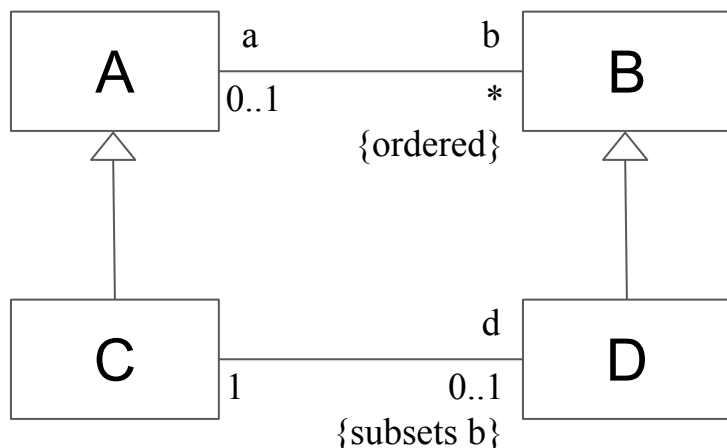 a b
A B
0..1 *
{ordered}
d
C D
1 0..1
{subsets b}